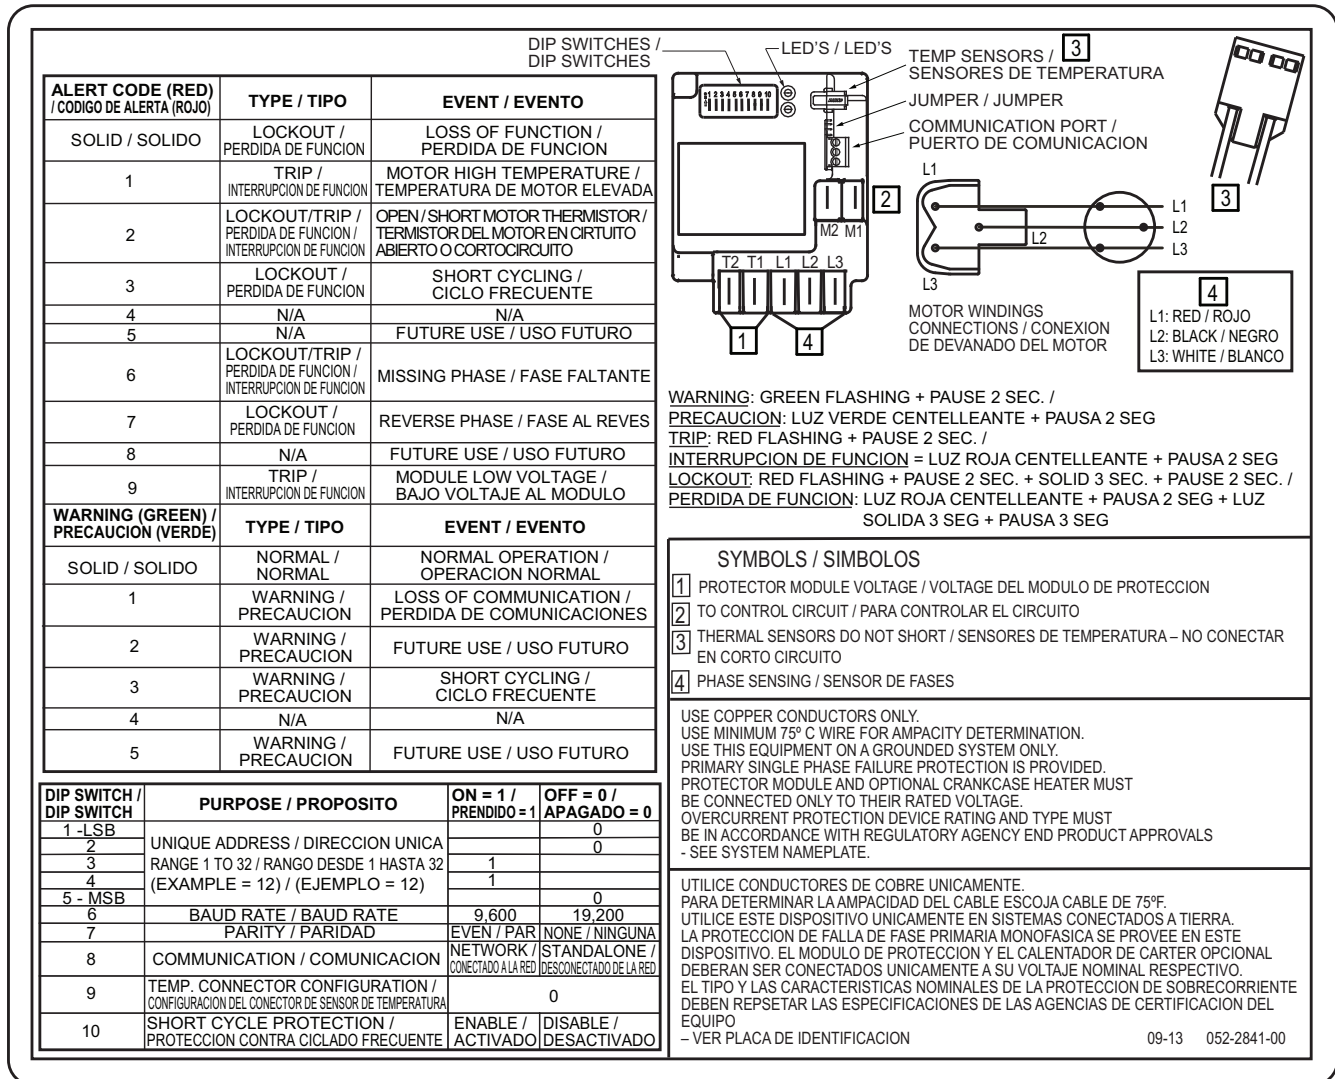 DIP SWITCHES /
DIP SWITCHES
LED'S / LED'S
TEMP SENSORS /
SENSORES DE TEMPERATURA
3
JUMPER / JUMPER
COMMUNICATION PORT /
PUERTO DE COMUNICACION
1 2 3 4 5 6 7 8 9 10
2
M2 M1
T2 T1 L1 L2 L3
1
4
L1
L2
L3
L1
L2
L3
3
MOTOR WINDINGS
CONNECTIONS / CONEXION
DE DEVANADO DEL MOTOR
4
L1: RED / ROJO
L2: BLACK / NEGRO
L3: WHITE / BLANCO
ALERT CODE (RED)
/ CODIGO DE ALERTA (ROJO)
TYPE / TIPO
EVENT / EVENTO
SOLID / SOLIDO
LOCKOUT /
PERDIDA DE FUNCION
LOSS OF FUNCTION /
PERDIDA DE FUNCION
1
TRIP /
INTERRUPCION DE FUNCION
MOTOR HIGH TEMPERATURE /
TEMPERATURA DE MOTOR ELEVADA
2
LOCKOUT/TRIP /
PERDIDA DE FUNCION /
INTERRUPCION DE FUNCION
OPEN / SHORT MOTOR THERMISTOR /
TERMISTOR DEL MOTOR EN CIRTUITO
ABIERTO O CORTOCIRCUITO
3
LOCKOUT /
PERDIDA DE FUNCION
SHORT CYCLING /
CICLO FRECUENTE
4
N/A
N/A
5
N/A
FUTURE USE / USO FUTURO
6
LOCKOUT/TRIP /
PERDIDA DE FUNCION /
INTERRUPCION DE FUNCION
MISSING PHASE / FASE FALTANTE
7
LOCKOUT /
PERDIDA DE FUNCION
REVERSE PHASE / FASE AL REVES
8
N/A
FUTURE USE / USO FUTURO
9
TRIP /
INTERRUPCION DE FUNCION
MODULE LOW VOLTAGE /
BAJO VOLTAJE AL MODULO
WARNING (GREEN) /
PRECAUCION (VERDE)
TYPE / TIPO
EVENT / EVENTO
SOLID / SOLIDO
NORMAL /
NORMAL
NORMAL OPERATION /
OPERACION NORMAL
1
WARNING /
PRECAUCION
LOSS OF COMMUNICATION /
PERDIDA DE COMUNICACIONES
2
WARNING /
PRECAUCION
FUTURE USE / USO FUTURO
3
WARNING /
PRECAUCION
SHORT CYCLING /
CICLO FRECUENTE
4
N/A
N/A
5
WARNING /
PRECAUCION
FUTURE USE / USO FUTURO
DIP SWITCH /
DIP SWITCH
PURPOSE / PROPOSITO
ON = 1 /
PRENDIDO = 1
OFF = 0 /
APAGADO = 0
1 -LSB
0
2
0
3
1
4
1
5 - MSB
0
UNIQUE ADDRESS / DIRECCION UNICA
RANGE 1 TO 32 / RANGO DESDE 1 HASTA 32
(EXAMPLE = 12) / (EJEMPLO = 12)
6
BAUD RATE / BAUD RATE
9,600
19,200
7
PARITY / PARIDAD
EVEN / PAR
NONE / NINGUNA
8
COMMUNICATION / COMUNICACION
NETWORK /
CONECTADO A LA RED
STANDALONE /
DESCONECTADO DE LA RED
9
TEMP. CONNECTOR CONFIGURATION /
CONFIGURACION DEL CONECTOR DE SENSOR DE TEMPERATURA
0
10
SHORT CYCLE PROTECTION /
PROTECCION CONTRA CICLADO FRECUENTE
ENABLE /
ACTIVADO
DISABLE /
DESACTIVADO
WARNING: GREEN FLASHING + PAUSE 2 SEC. /
PRECAUCION: LUZ VERDE CENTELLEANTE + PAUSA 2 SEG
TRIP: RED FLASHING + PAUSE 2 SEC. /
INTERRUPCION DE FUNCION = LUZ ROJA CENTELLEANTE + PAUSA 2 SEG
LOCKOUT: RED FLASHING + PAUSE 2 SEC. + SOLID 3 SEC. + PAUSE 2 SEC. /
PERDIDA DE FUNCION: LUZ ROJA CENTELLEANTE + PAUSA 2 SEG + LUZ
SOLIDA 3 SEG + PAUSA 3 SEG
SYMBOLS / SIMBOLOS
1 PROTECTOR MODULE VOLTAGE / VOLTAGE DEL MODULO DE PROTECCION
2 TO CONTROL CIRCUIT / PARA CONTROLAR EL CIRCUITO
3 THERMAL SENSORS DO NOT SHORT / SENSORES DE TEMPERATURA – NO CONECTAR
EN CORTO CIRCUITO
4 PHASE SENSING / SENSOR DE FASES
USE COPPER CONDUCTORS ONLY.
USE MINIMUM 75º C WIRE FOR AMPACITY DETERMINATION.
USE THIS EQUIPMENT ON A GROUNDED SYSTEM ONLY.
PRIMARY SINGLE PHASE FAILURE PROTECTION IS PROVIDED.
PROTECTOR MODULE AND OPTIONAL CRANKCASE HEATER MUST
BE CONNECTED ONLY TO THEIR RATED VOLTAGE.
OVERCURRENT PROTECTION DEVICE RATING AND TYPE MUST
BE IN ACCORDANCE WITH REGULATORY AGENCY END PRODUCT APPROVALS
- SEE SYSTEM NAMEPLATE.
UTILICE CONDUCTORES DE COBRE UNICAMENTE.
PARA DETERMINAR LA AMPACIDAD DEL CABLE ESCOJA CABLE DE 75ºF.
UTILICE ESTE DISPOSITIVO UNICAMENTE EN SISTEMAS CONECTADOS A TIERRA.
LA PROTECCION DE FALLA DE FASE PRIMARIA MONOFASICA SE PROVEE EN ESTE
DISPOSITIVO. EL MODULO DE PROTECCION Y EL CALENTADOR DE CARTER OPCIONAL
DEBERAN SER CONECTADOS UNICAMENTE A SU VOLTAJE NOMINAL RESPECTIVO.
EL TIPO Y LAS CARACTERISTICAS NOMINALES DE LA PROTECCION DE SOBRECORRIENTE
DEBEN REPSETAR LAS ESPECIFICACIONES DE LAS AGENCIAS DE CERTIFICACION DEL
EQUIPO
– VER PLACA DE IDENTIFICACION
09-13 052-2841-00